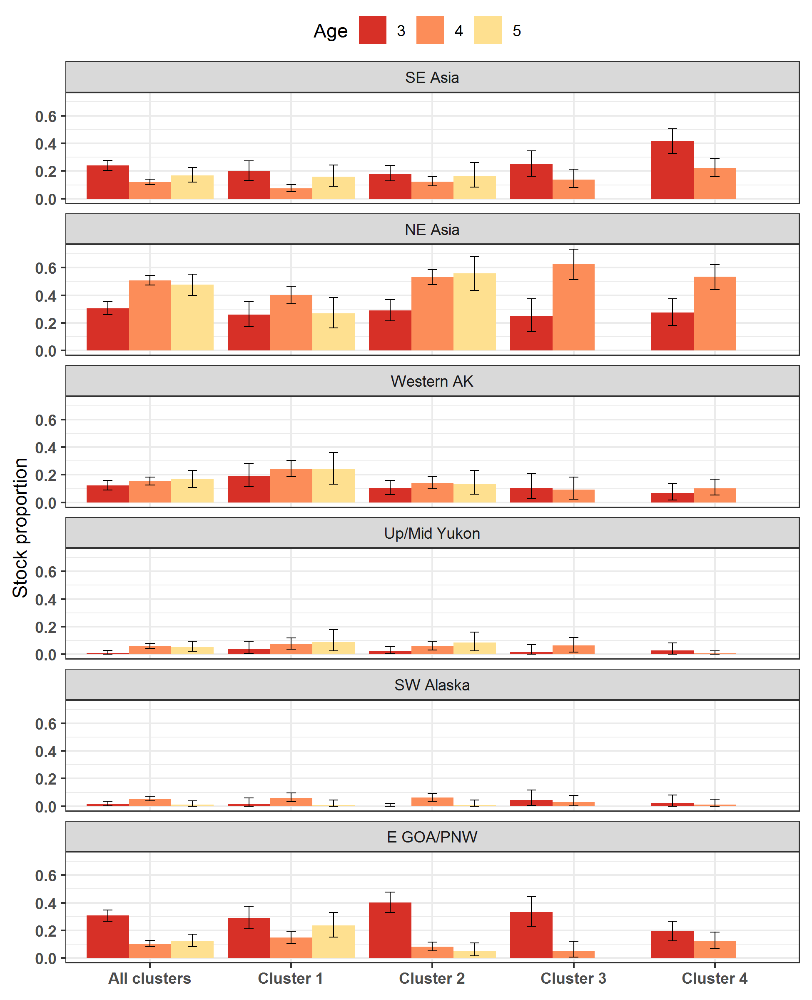 Age 3 4 5
SE Asia
0.6
0.4
0.2
0.0
NE Asia
0.6
0.4
0.2
0.0
Western AK
0.6
0.4
0.2
0.0
Up/Mid Yukon
0.6
0.4
0.2
0.0
SW Alaska
0.6
0.4
0.2
0.0
E GOA/PNW
0.6
0.4
0.2
0.0
All clusters Cluster 1 Cluster 2 Cluster 3 Cluster 4
Stock proportion